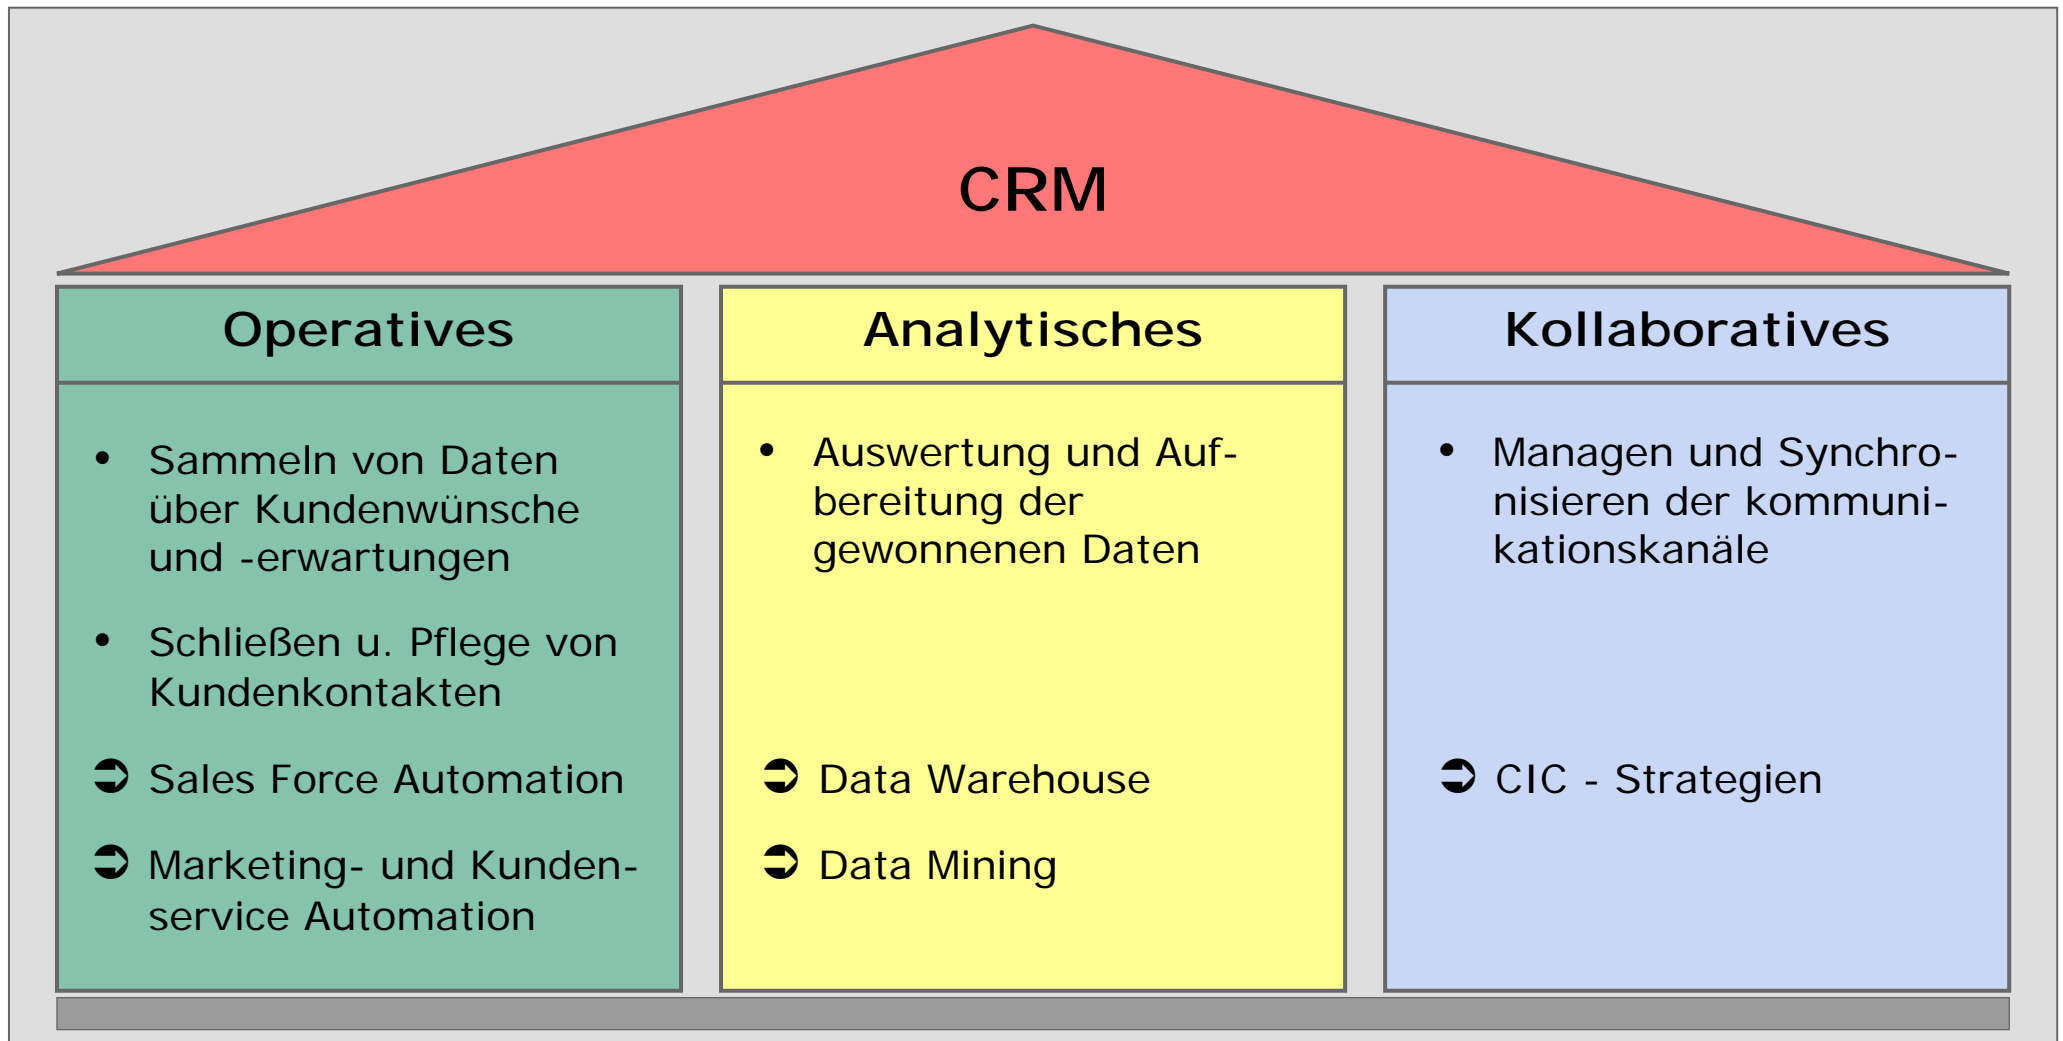 CRM
Operatives
• Sammeln von Daten
über Kundenwünsche
und -erwartungen
• Schließen u. Pflege von
Kundenkontakten
➲ Sales Force Automation
➲ Marketing- und Kunden-
service Automation
Analytisches
• Auswertung und Auf-
bereitung der
gewonnenen Daten
➲ Data Warehouse
➲ Data Mining
Kollaboratives
• Managen und Synchro-
nisieren der kommuni-
kationskanäle
➲ CIC - Strategien